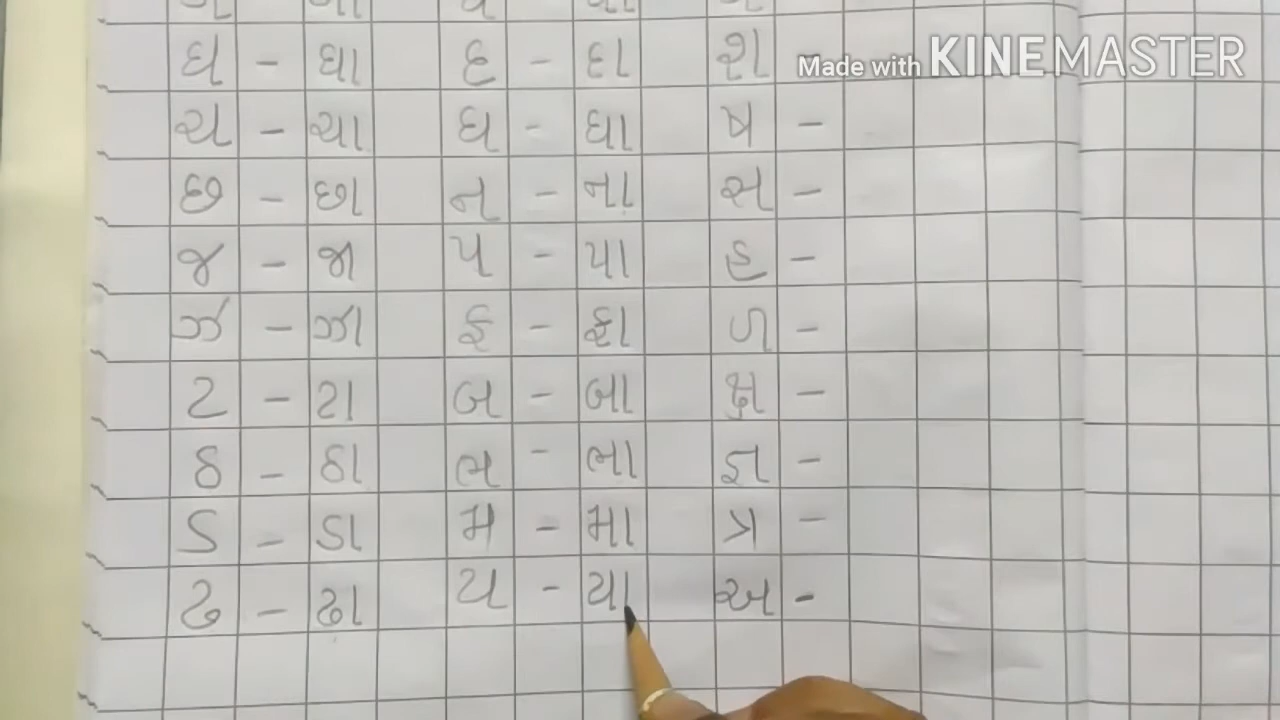 ઘ - ઘા દ - દા શ -
Made with KINEMASTER
ચ - ચા ધ - ધા ષ -
છ - છા ન - ના સ -
જ - જા પ - પા હ -
ઝ - ઝા ફ - ફા ળ -
ટ - ટા બ - બા ક્ષ -
ઠ - ઠા ભ - ભા જ્ઞ -
ડ - ડા મ - મા ત્ર -
ઢ - ઢા ય - યા અ -